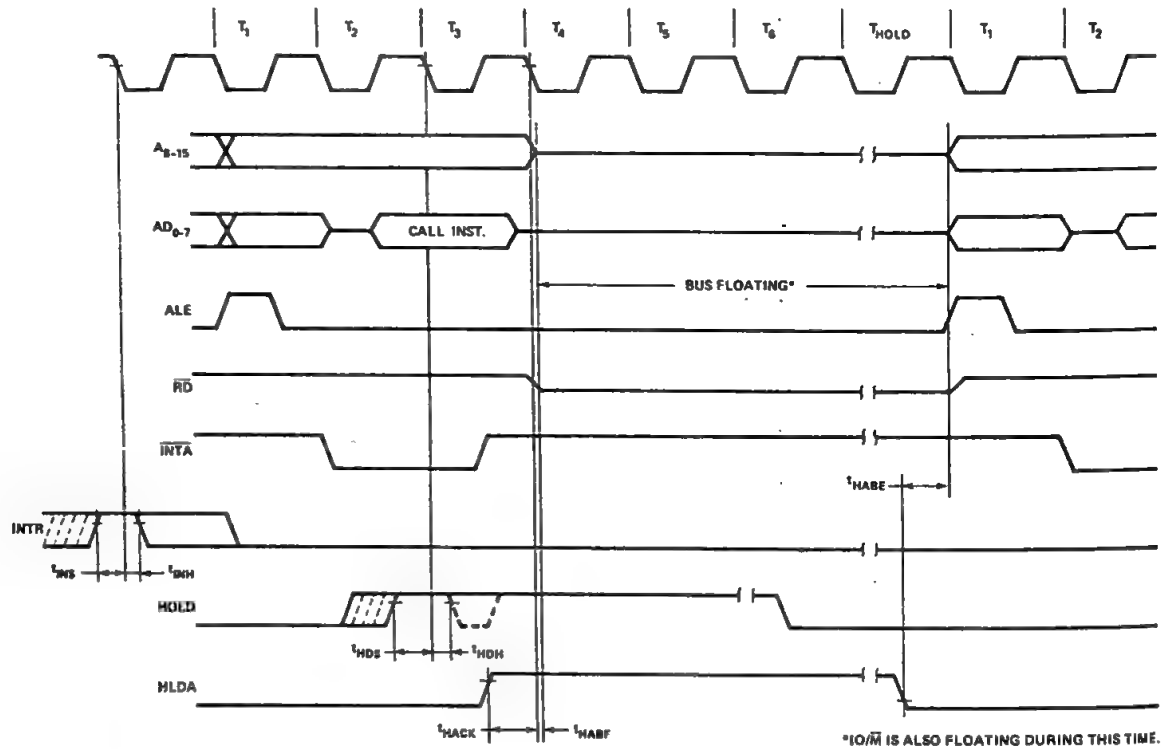 T1 T2 T3 T4 T5 T6 THOLD T1 T2
A8-15
AD0-7
CALL INST.
BUS FLOATING*
ALE
RD
INTA
tHABE
INTR
tINS
tINH
HOLD
tHDS
tHDH
HLDA
tHACK
tHABF
*IO/M IS ALSO FLOATING DURING THIS TIME.